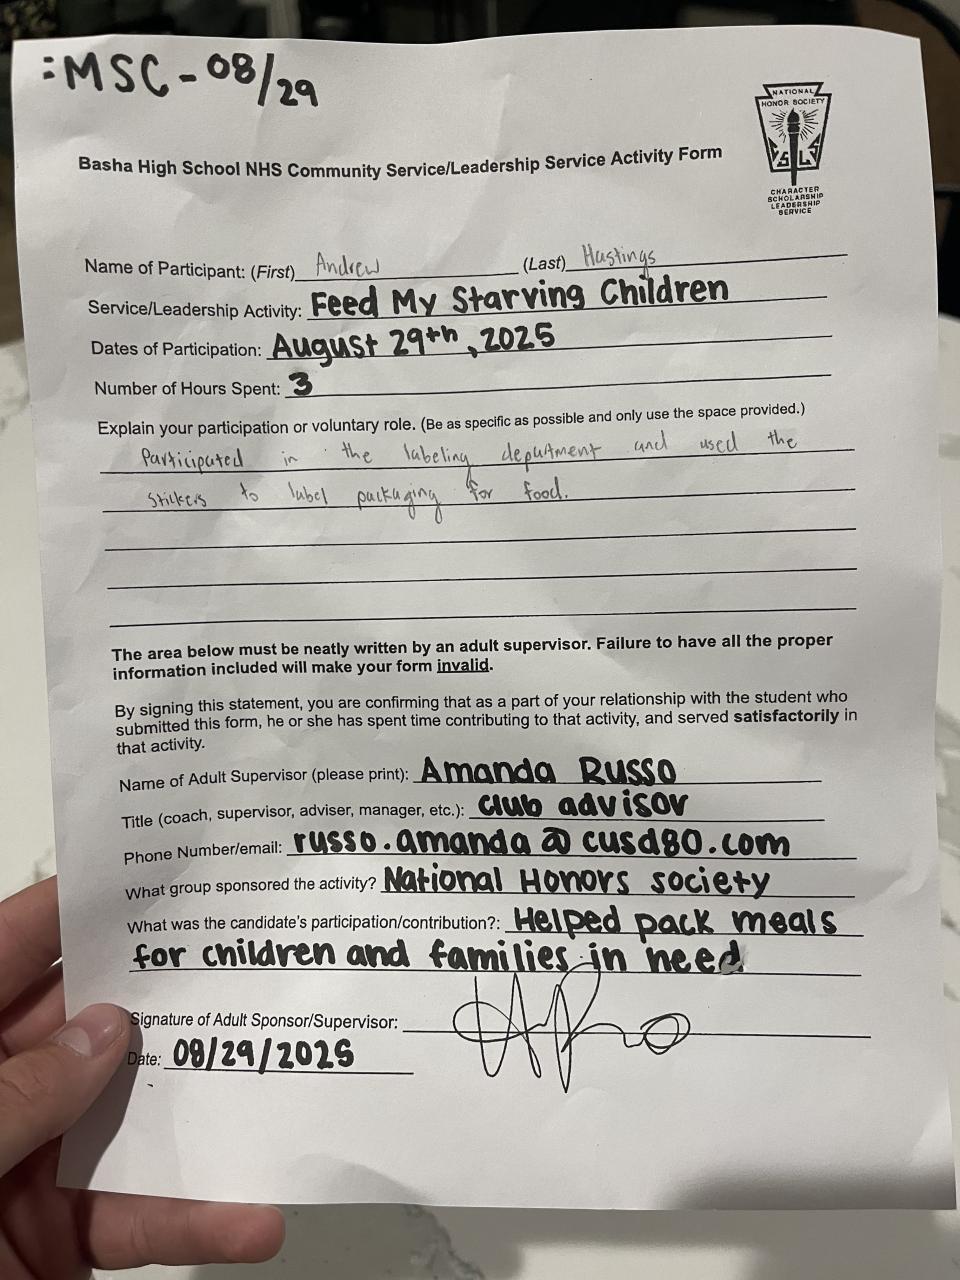 :MSC-08/29
NATIONAL
HONOR SOCIETY
CHARACTER
SCHOLARSHIP
LEADERSHIP
SERVICE
Basha High School NHS Community Service/Leadership Service Activity Form
Name of Participant: (First) Andrew (Last) Hastings
Service/Leadership Activity: Feed My Starving Children
Dates of Participation: August 29th, 2025
Number of Hours Spent: 3
Explain your participation or voluntary role. (Be as specific as possible and only use the space provided.)
Participated in the labeling department and used the
stickers to label packaging for food.
The area below must be neatly written by an adult supervisor. Failure to have all the proper
information included will make your form invalid.
By signing this statement, you are confirming that as a part of your relationship with the student who
submitted this form, he or she has spent time contributing to that activity, and served satisfactorily in
that activity.
Name of Adult Supervisor (please print): Amanda Russo
Title (coach, supervisor, adviser, manager, etc.): club advisor
Phone Number/email: russo.amanda@cusd80.com
What group sponsored the activity? National Honors society
What was the candidate's participation/contribution?: Helped pack meals
for children and families in need
Signature of Adult Sponsor/Supervisor:
Date: 08/29/2025